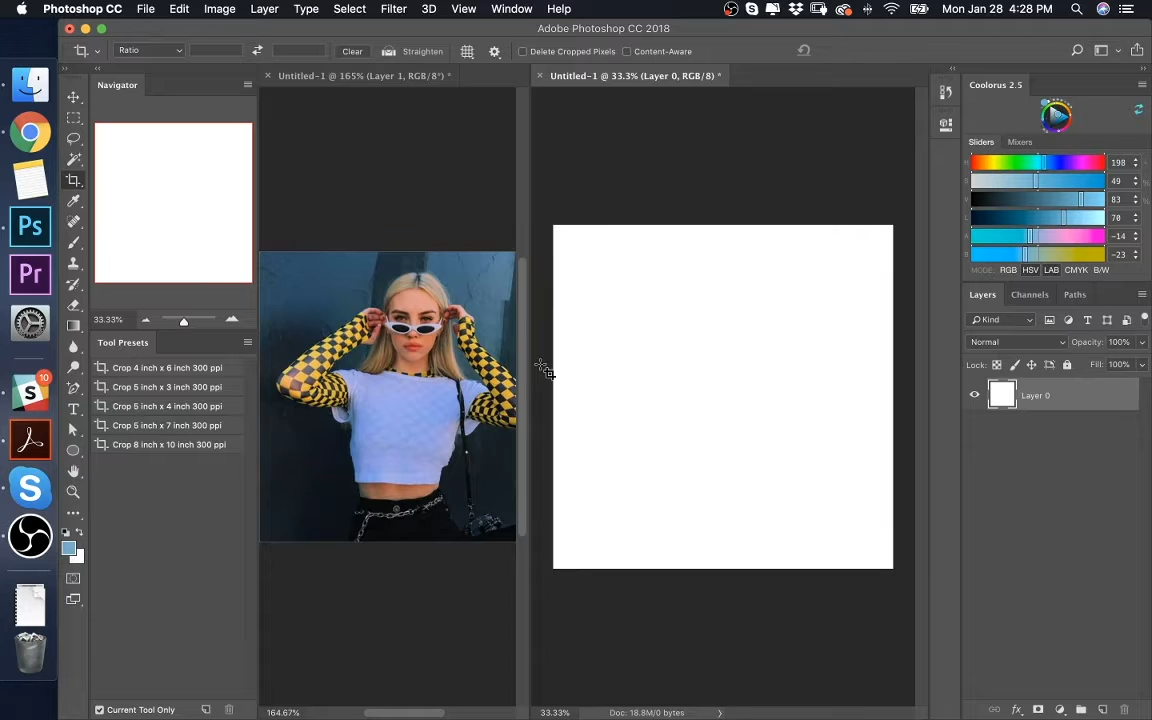 Photoshop CC File Edit Image Layer Type Select Filter 3D View Window Help Mon Jan 28 4:28 PM
Adobe Photoshop CC 2018
Ratio Clear Straighten Delete Cropped Pixels Content-Aware
Navigator
Untitled-1 @ 165% (Layer 1, RGB/8*) *
Untitled-1 @ 33.3% (Layer 0, RGB/8) *
33.33%
Tool Presets
Crop 4 inch x 6 inch 300 ppi
Crop 5 inch x 3 inch 300 ppi
Crop 5 inch x 4 inch 300 ppi
Crop 5 inch x 7 inch 300 ppi
Crop 8 inch x 10 inch 300 ppi
Current Tool Only
164.67%
33.33% Doc: 18.8M/0 bytes
Coolorus 2.5
Sliders Mixers
H 198
49 %
83 %
L 70
A -14
B -23
MODE: RGB HSV LAB CMYK B/W
Layers Channels Paths
Kind
Normal Opacity: 100%
Lock: Fill: 100%
Layer 0
Ps
Pr
10
S
S
T
fx